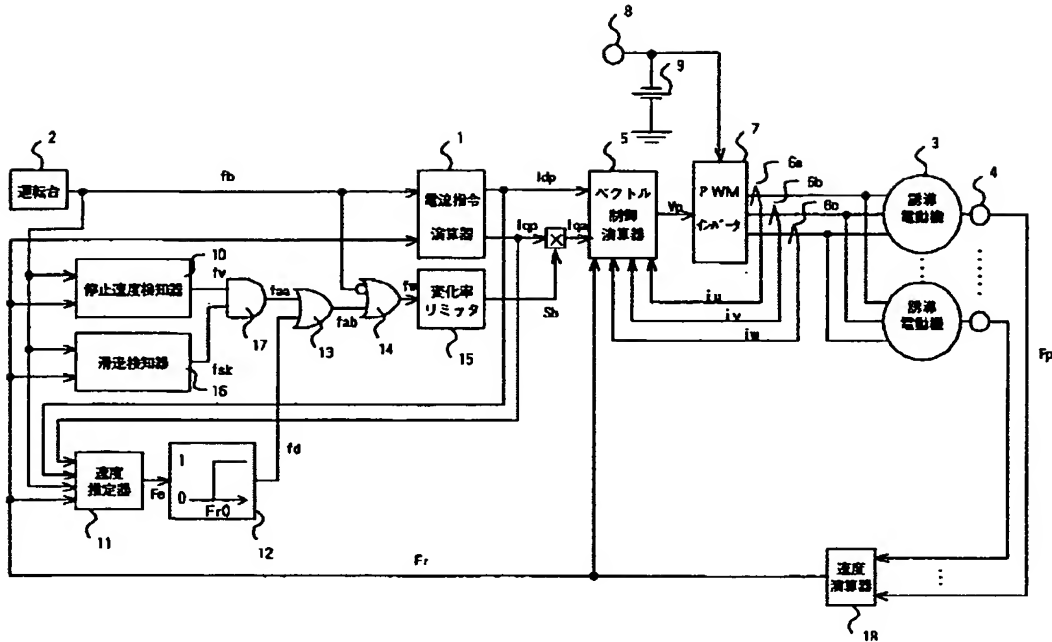 8
9
2
運転台
fb
1
電流指令
演算器
Idp
Iqp
5
ベクトル
制御
演算器
Vp
7
PWM
インバータ
6a
6b
3
誘導
電動機
4
10
停止速度検知器
fv
17
faa
13
fab
14
変化率
リミッタ
15
Sb
iu
iv
iw
誘導
電動機
Fp
滑走検知器
fsk
16
速度
推定器
11
Fe
1
0
Fr0
12
fd
Fr
速度
演算器
18